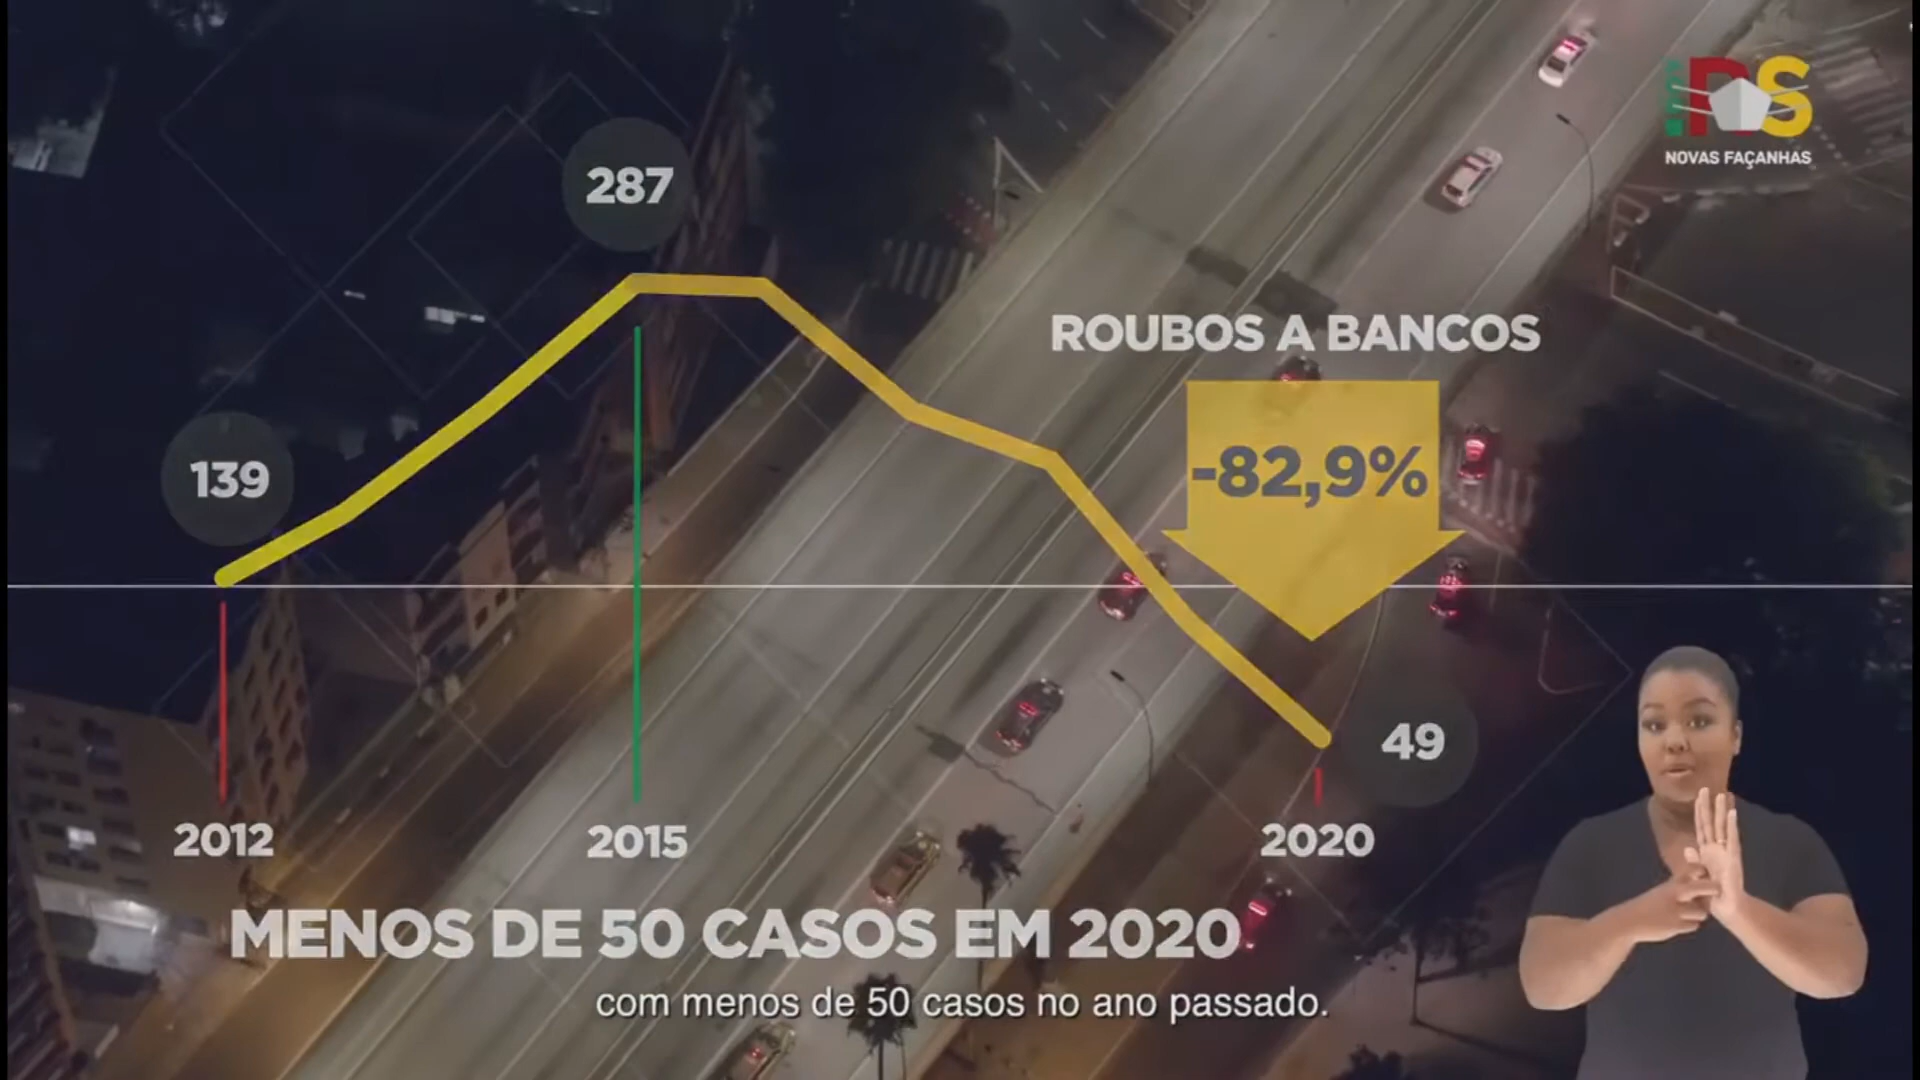 RS
NOVAS FAÇANHAS
287
139
ROUBOS A BANCOS
-82,9%
49
2012
2015
2020
MENOS DE 50 CASOS EM 2020
com menos de 50 casos no ano passado.